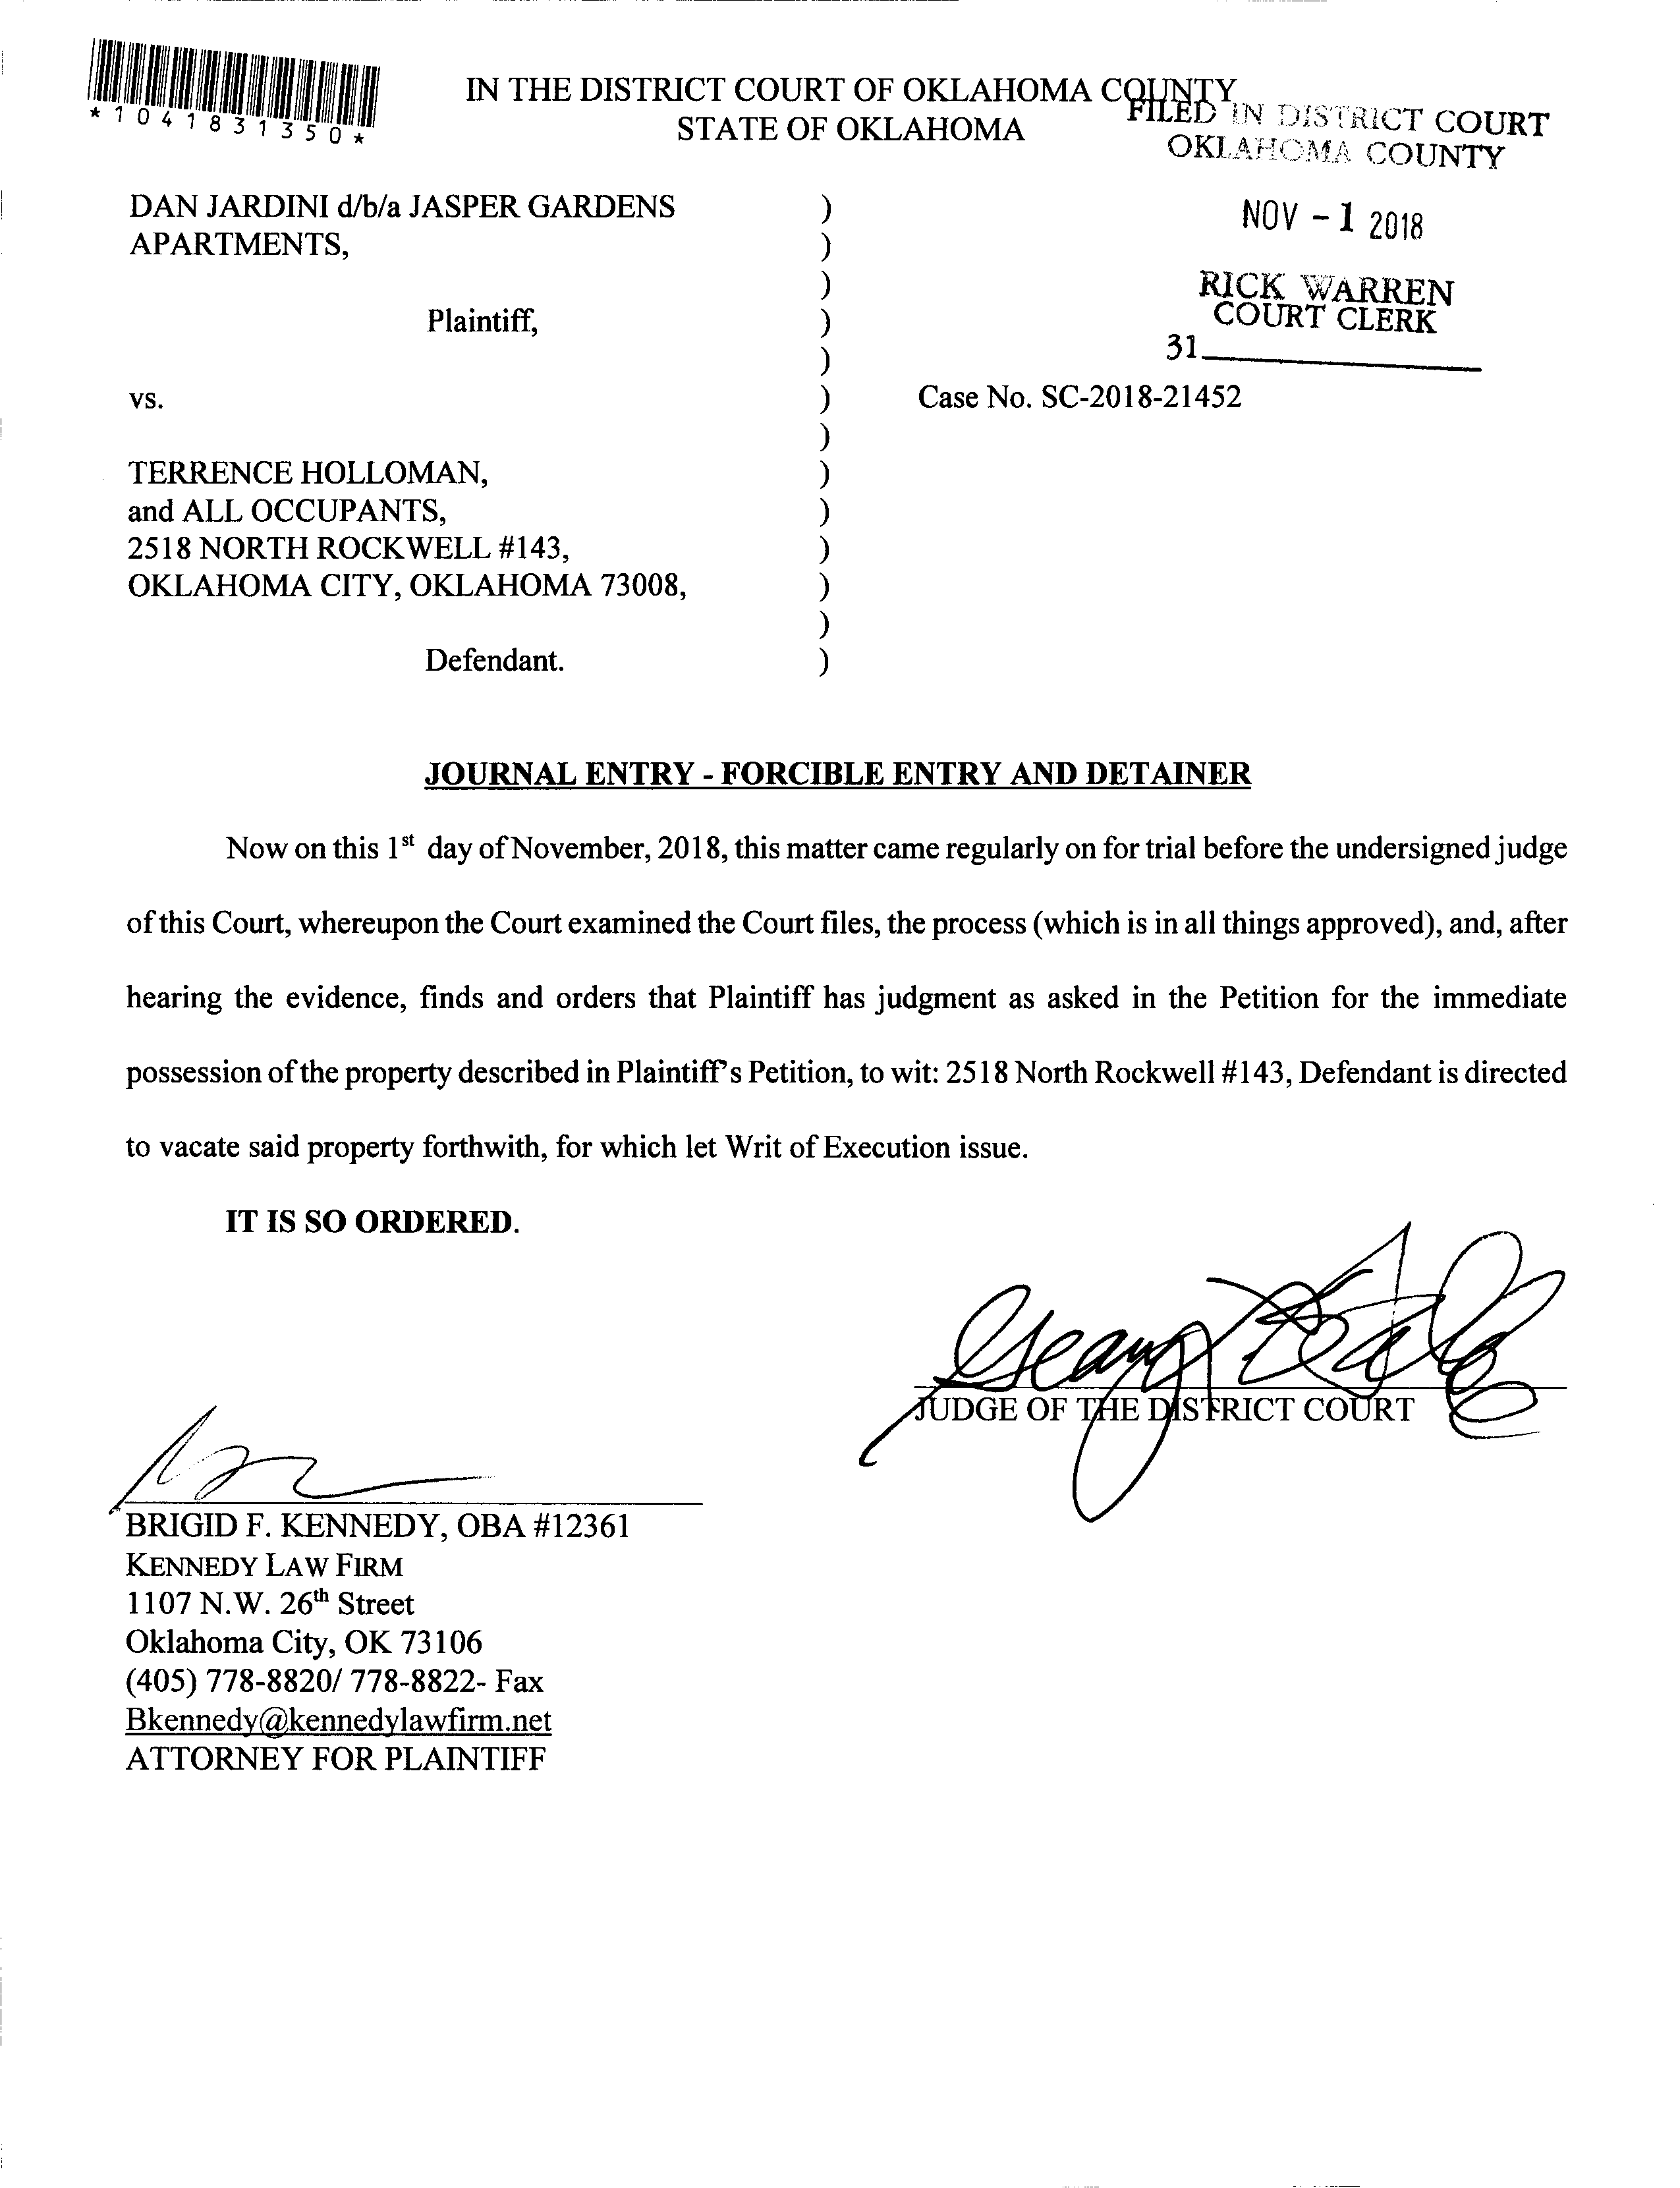 *1041831350*
IN THE DISTRICT COURT OF OKLAHOMA COUNTY
STATE OF OKLAHOMA
FILED IN DISTRICT COURT
OKLAHOMA COUNTY
NOV - 1 2018
RICK WARREN
COURT CLERK
31
DAN JARDINI d/b/a JASPER GARDENS )
APARTMENTS, )
)
Plaintiff, )
)
vs. ) Case No. SC-2018-21452
)
TERRENCE HOLLOMAN, )
and ALL OCCUPANTS, )
2518 NORTH ROCKWELL #143, )
OKLAHOMA CITY, OKLAHOMA 73008, )
)
Defendant. )
JOURNAL ENTRY - FORCIBLE ENTRY AND DETAINER
Now on this 1st day of November, 2018, this matter came regularly on for trial before the undersigned judge
of this Court, whereupon the Court examined the Court files, the process (which is in all things approved), and, after
hearing the evidence, finds and orders that Plaintiff has judgment as asked in the Petition for the immediate
possession of the property described in Plaintiff's Petition, to wit: 2518 North Rockwell #143, Defendant is directed
to vacate said property forthwith, for which let Writ of Execution issue.
IT IS SO ORDERED.
JUDGE OF THE DISTRICT COURT
BRIGID F. KENNEDY, OBA #12361
KENNEDY LAW FIRM
1107 N.W. 26th Street
Oklahoma City, OK 73106
(405) 778-8820/ 778-8822- Fax
Bkennedy@kennedylawfirm.net
ATTORNEY FOR PLAINTIFF